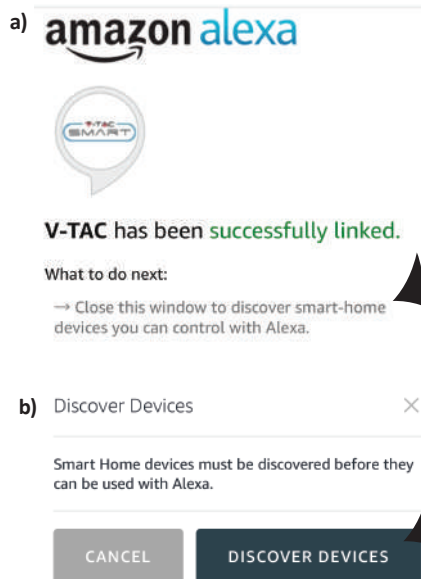 a) amazon alexa
V-TAC
SMART
V-TAC has been successfully linked.
What to do next:
→ Close this window to discover smart-home
devices you can control with Alexa.
b) Discover Devices ×
Smart Home devices must be discovered before they
can be used with Alexa.
CANCEL DISCOVER DEVICES